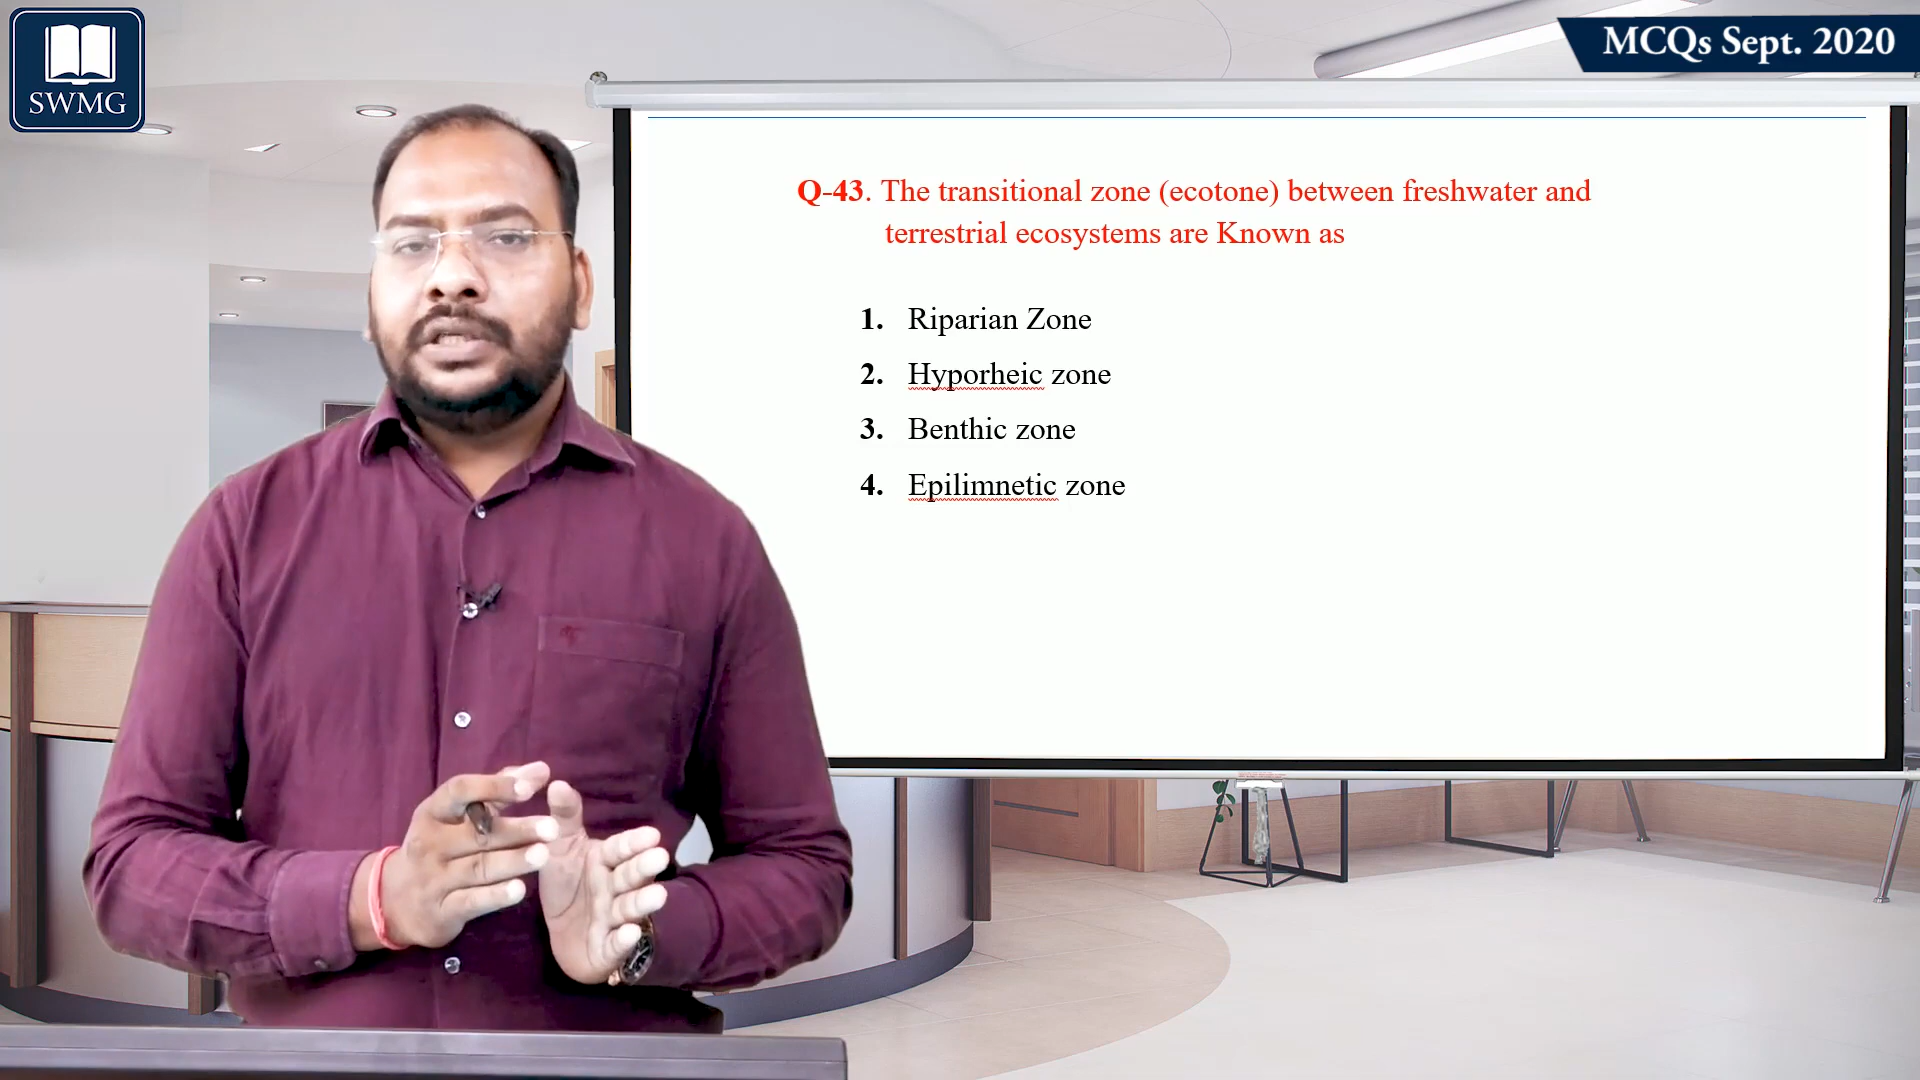 SWMG
MCQs Sept. 2020
Q-43. The transitional zone (ecotone) between freshwater and
terrestrial ecosystems are Known as
1. Riparian Zone
2. Hyporheic zone
3. Benthic zone
4. Epilimnetic zone